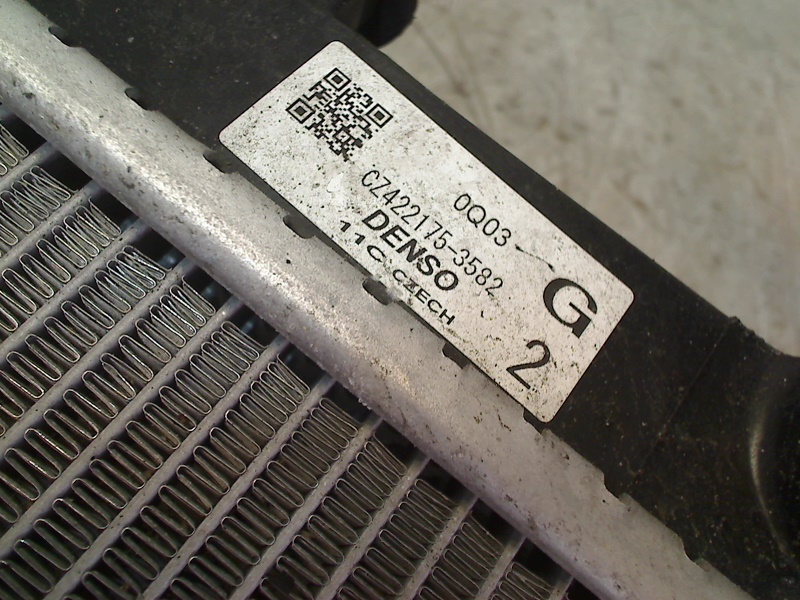 0Q03
CZ422175-3582
DENSO
11C CZECH
G
2